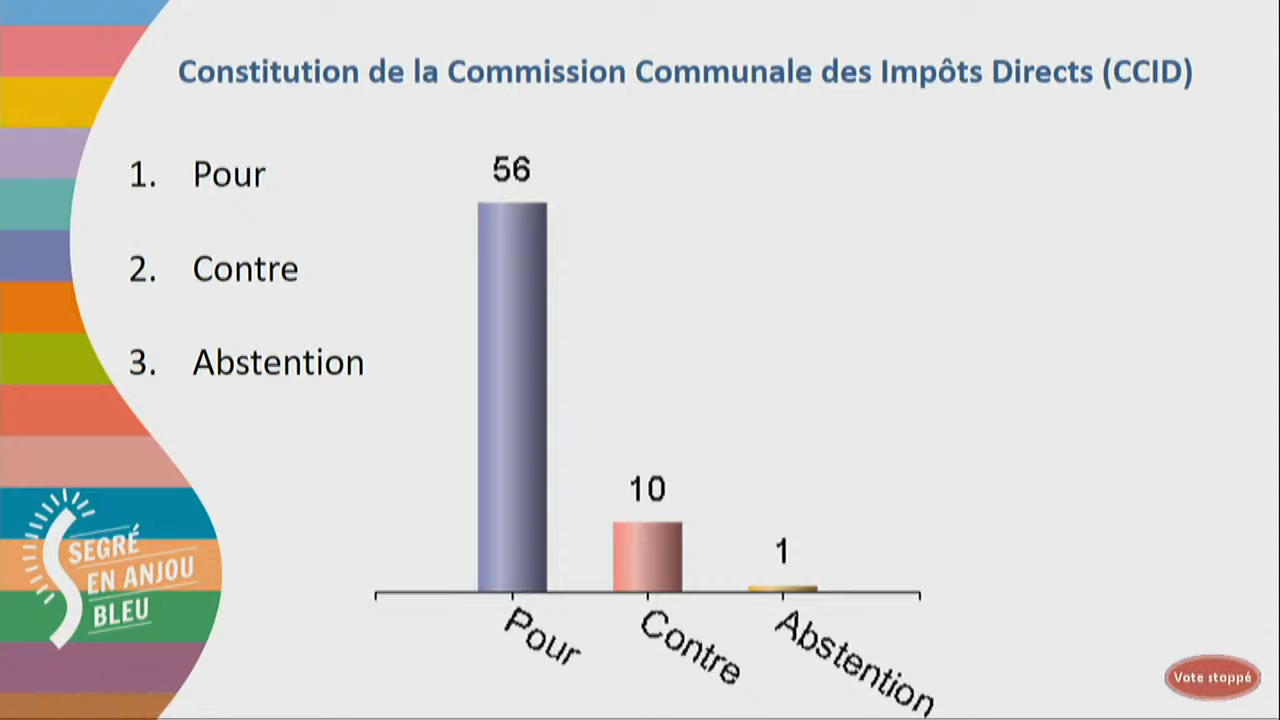 Constitution de la Commission Communale des Impôts Directs (CCID)
1. Pour
2. Contre
3. Abstention
56
10
1
Pour
Contre
Abstention
SEGRÉ
EN ANJOU
BLEU
Vote stoppé